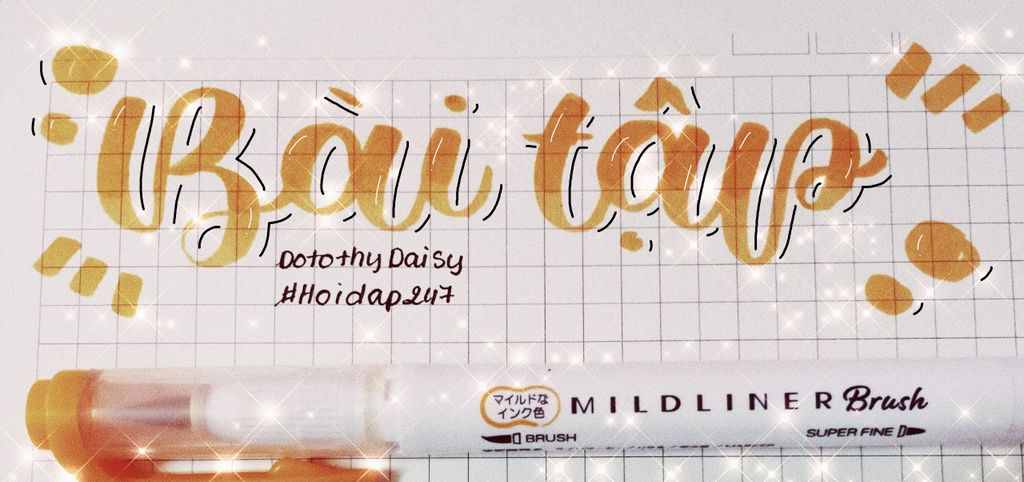 Bài tập
Dotothy Daisy
#Hoidap247
マイルドな
インク色
MILDLINER Brush
BRUSH
SUPER FINE